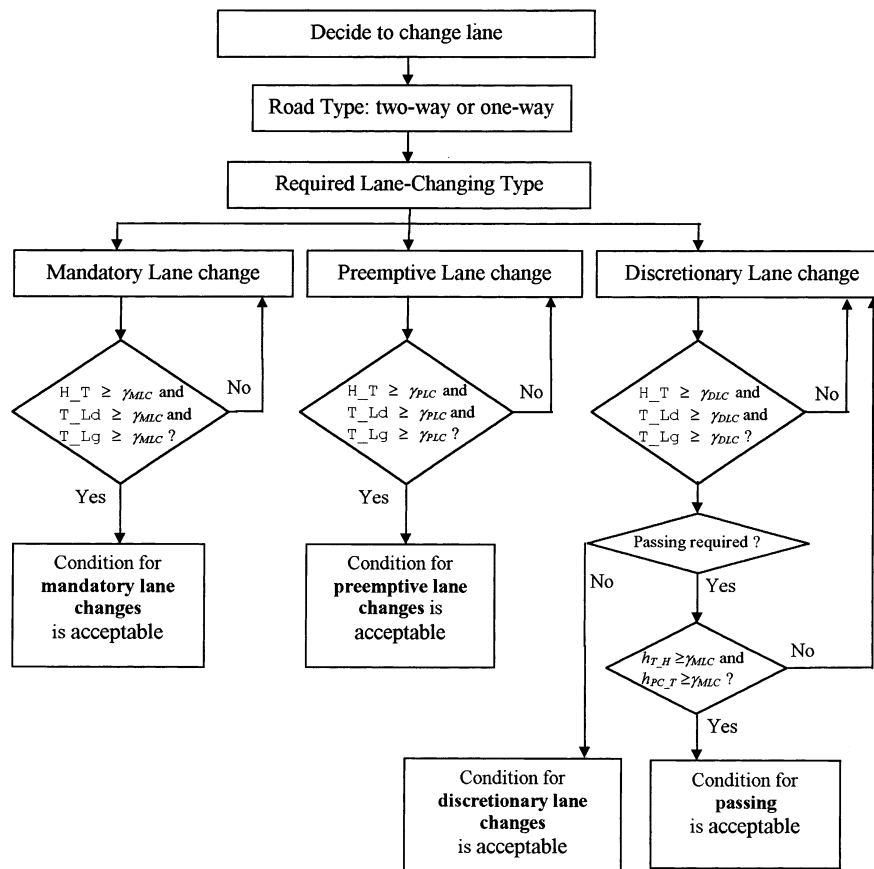 Decide to change lane
Road Type: two-way or one-way
Required Lane-Changing Type
Mandatory Lane change
Preemptive Lane change
Discretionary Lane change
H_T ≥ γMLC and
T_Ld ≥ γMLC and
T_Lg ≥ γMLC ?
No
Yes
H_T ≥ γPLC and
T_Ld ≥ γPLC and
T_Lg ≥ γPLC ?
No
Yes
H_T ≥ γDLC and
T_Ld ≥ γDLC and
T_Lg ≥ γDLC ?
No
Condition for
mandatory lane
changes
is acceptable
Condition for
preemptive lane
changes is
acceptable
Passing required ?
No
Yes
hT_H ≥γMLC and
hPC_T ≥γMLC ?
No
Yes
Condition for
discretionary lane
changes
is acceptable
Condition for
passing
is acceptable